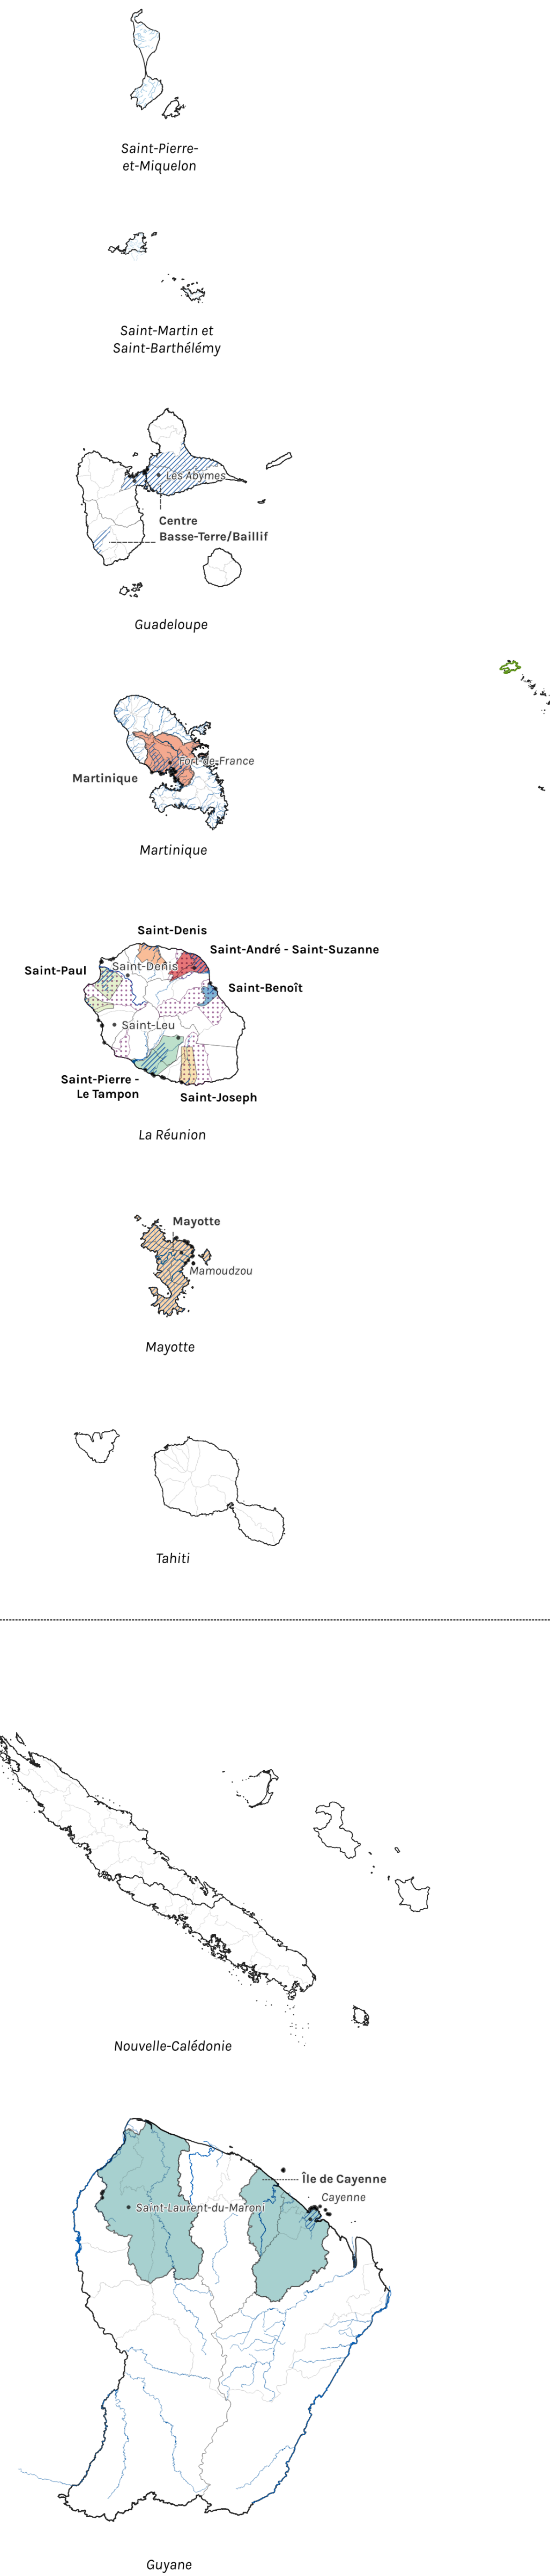 Saint-Pierre-
et-Miquelon
Saint-Martin et
Saint-Barthélémy
Les Abymes
Centre
Basse-Terre/Baillif
Guadeloupe
Fort-de-France
Martinique
Martinique
Saint-Denis
Saint-André - Saint-Suzanne
Saint-Paul
Saint-Denis
Saint-Benoît
Saint-Leu
Saint-Pierre -
Le Tampon
Saint-Joseph
La Réunion
Mayotte
Mamoudzou
Mayotte
Tahiti
Nouvelle-Calédonie
Île de Cayenne
Cayenne
Saint-Laurent-du-Maroni
Guyane